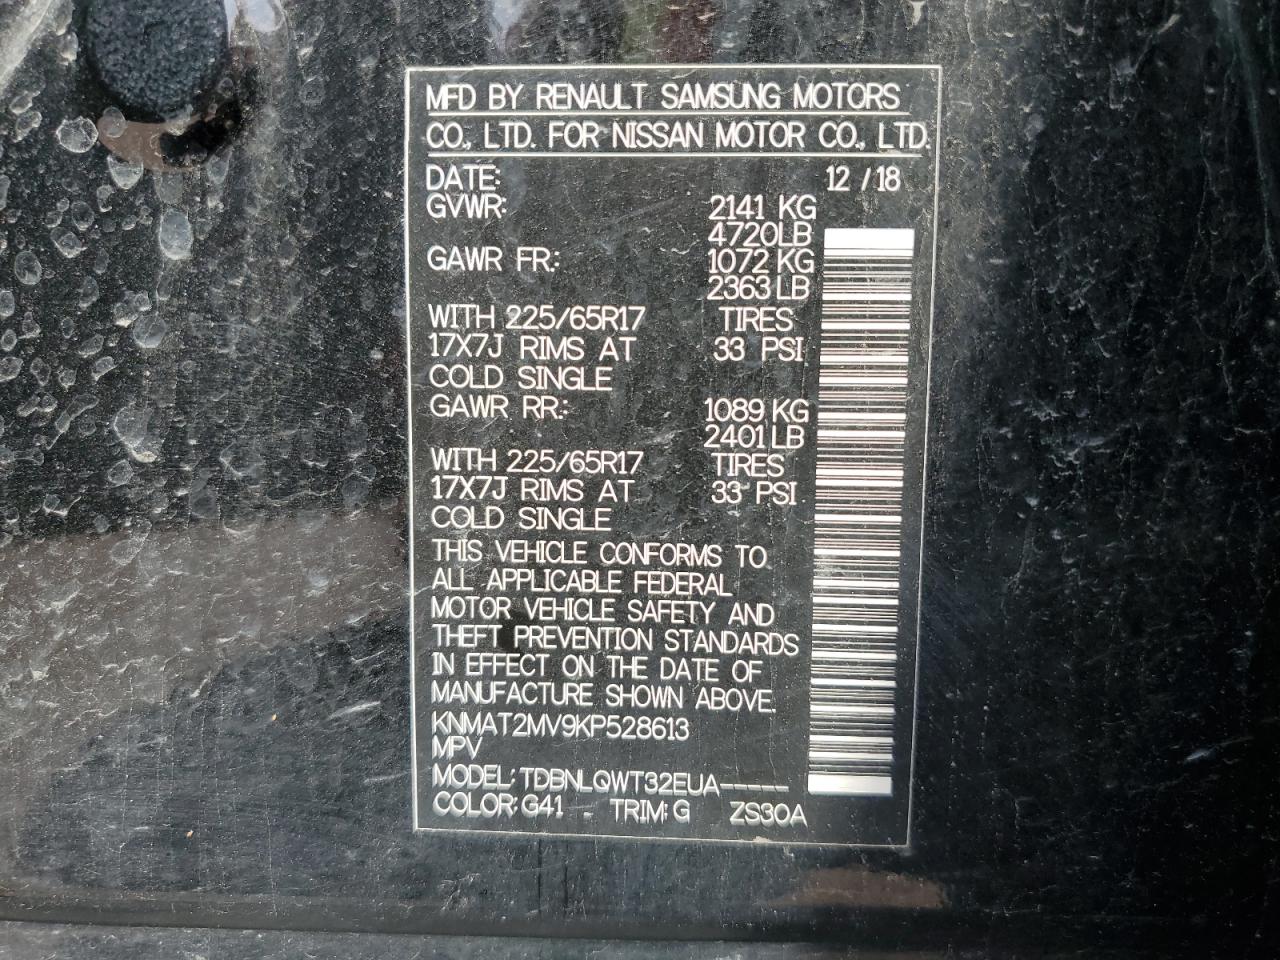 MFD BY RENAULT SAMSUNG MOTORS
CO., LTD. FOR NISSAN MOTOR CO., LTD.
DATE: 12 /18
GVWR: 2141 KG
4720LB
GAWR FR: 1072 KG
2363 LB
WITH 225/65R17 TIRES
17X7J RIMS AT 33 PSI
COLD SINGLE
GAWR RR: 1089 KG
2401 LB
WITH 225/65R17 TIRES
17X7J RIMS AT 33 PSI
COLD SINGLE
THIS VEHICLE CONFORMS TO
ALL APPLICABLE FEDERAL
MOTOR VEHICLE SAFETY AND
THEFT PREVENTION STANDARDS
IN EFFECT ON THE DATE OF
MANUFACTURE SHOWN ABOVE.
KNMAT2MV9KP528613
MPV
MODEL: TDBNLQWT32EUA-----
COLOR: G41 - TRIM: G ZS30A